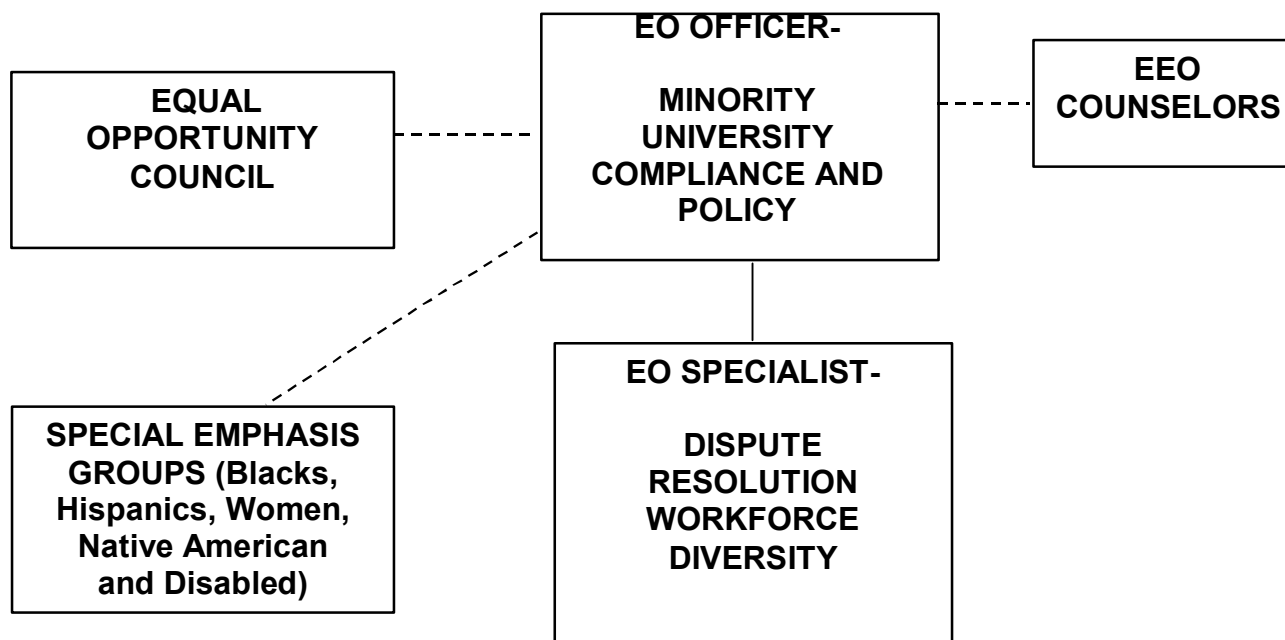 EO OFFICER-
MINORITY
UNIVERSITY
COMPLIANCE AND
POLICY
EQUAL
OPPORTUNITY
COUNCIL
EEO
COUNSELORS
EO SPECIALIST-
DISPUTE
RESOLUTION
WORKFORCE
DIVERSITY
SPECIAL EMPHASIS
GROUPS (Blacks,
Hispanics, Women,
Native American
and Disabled)